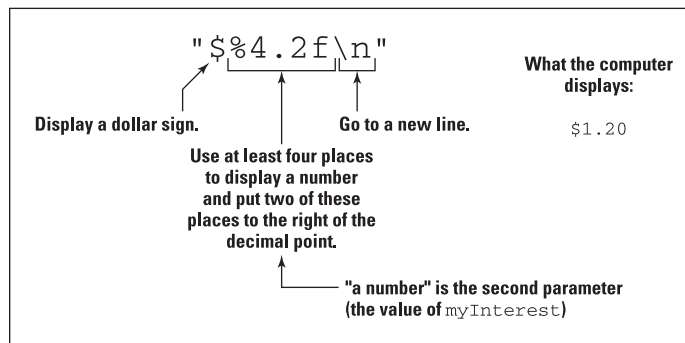 "$%4.2f\n"
What the computer
displays:
Display a dollar sign.
Go to a new line.
$1.20
Use at least four places
to display a number
and put two of these
places to the right of the
decimal point.
"a number" is the second parameter
(the value of myInterest)